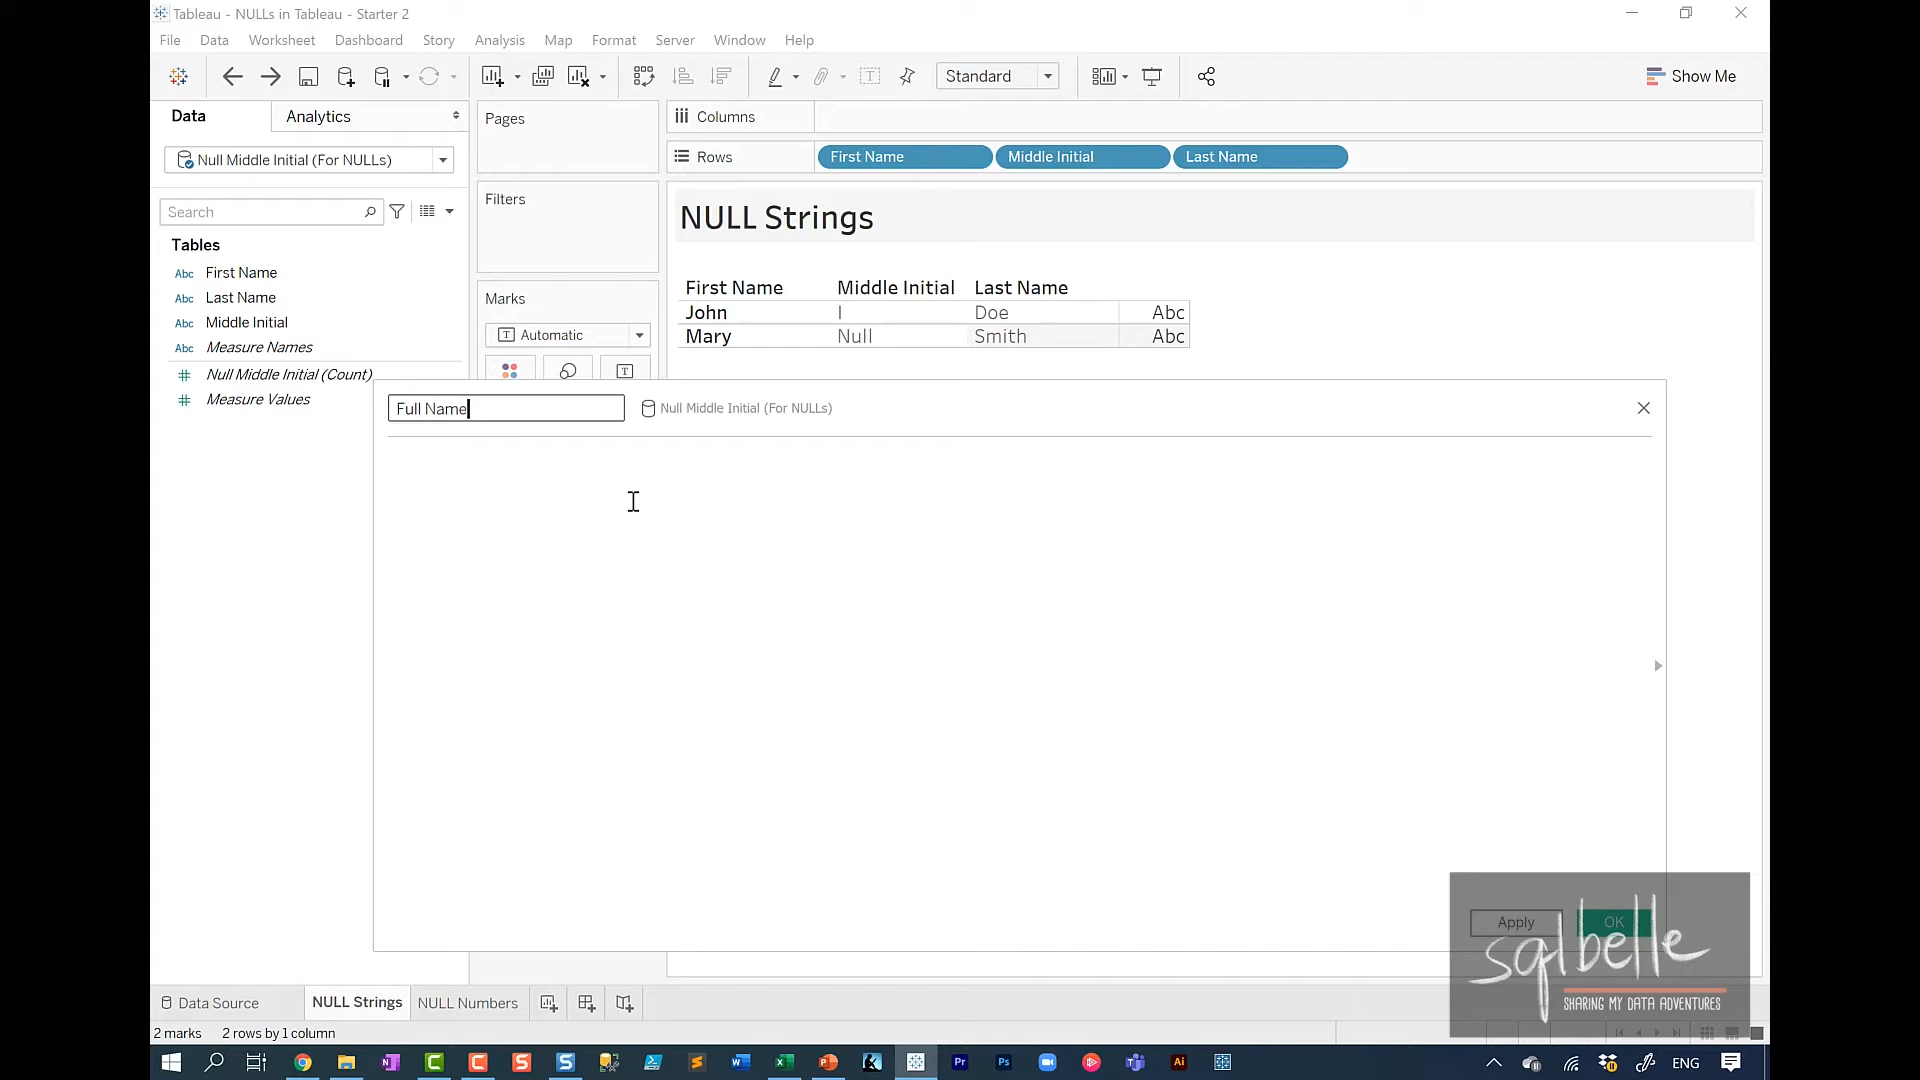 Tableau - NULLs in Tableau - Starter 2
File Data Worksheet Dashboard Story Analysis Map Format Server Window Help
Standard
Show Me
Data
Analytics
Pages
Columns
Null Middle Initial (For NULLs)
Rows
First Name
Middle Initial
Last Name
Search
Filters
NULL Strings
Tables
Abc First Name
Abc Last Name
Abc Middle Initial
Abc Measure Names
Null Middle Initial (Count)
Measure Values
Marks
Automatic
First Name Middle Initial Last Name
John I Doe Abc
Mary Null Smith Abc
Full Name
Null Middle Initial (For NULLs)
Apply
OK
sqlbelle
SHARING MY DATA ADVENTURES
Data Source
NULL Strings
NULL Numbers
2 marks 2 rows by 1 column
ENG